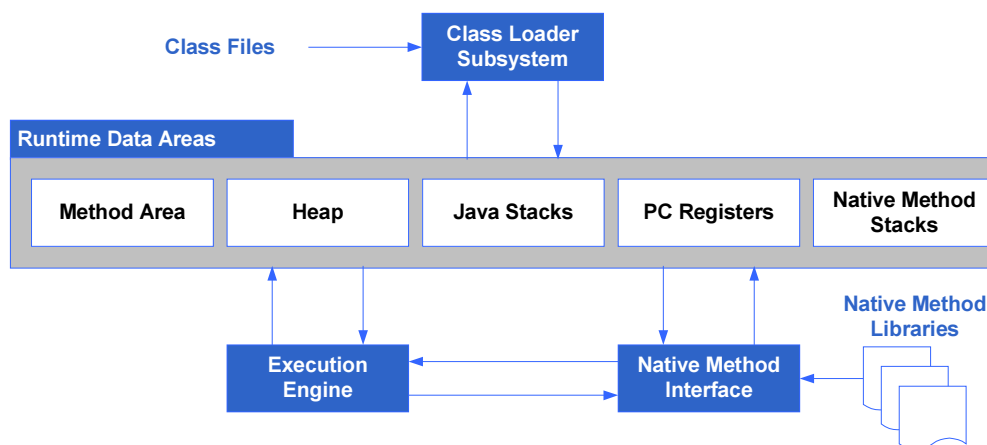 Class Files
Class Loader
Subsystem
Runtime Data Areas
Method Area
Heap
Java Stacks
PC Registers
Native Method
Stacks
Native Method
Libraries
Execution
Engine
Native Method
Interface